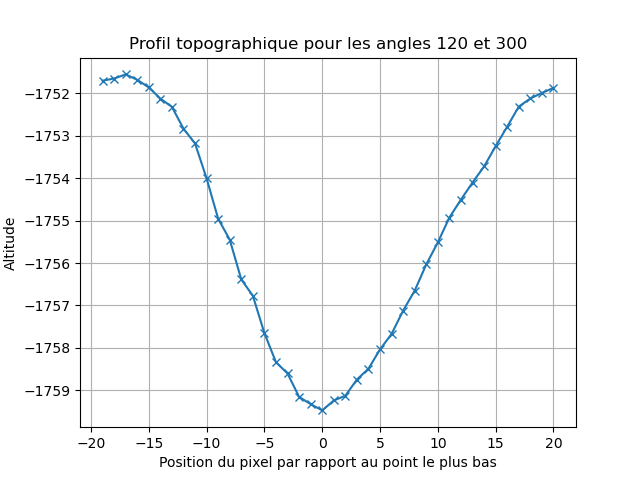 Profil topographique pour les angles 120 et 300
−1752
−1753
−1754
−1755
−1756
−1757
−1758
−1759
Altitude
−20 −15 −10 −5 0 5 10 15 20
Position du pixel par rapport au point le plus bas